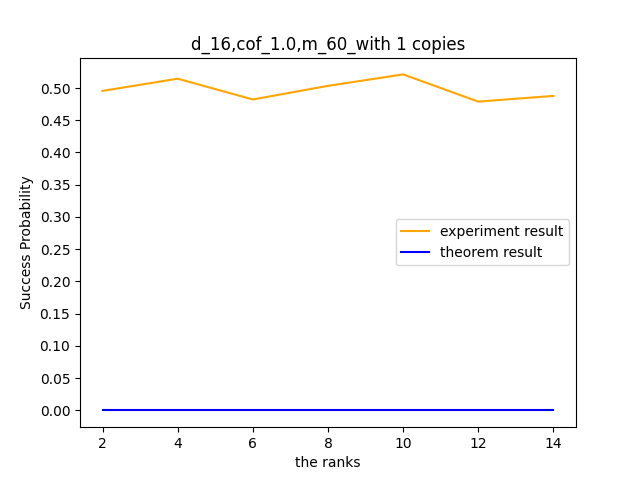 d_16,cof_1.0,m_60_with 1 copies
Success Probability
0.50
0.45
0.40
0.35
0.30
0.25
0.20
0.15
0.10
0.05
0.00
experiment result
theorem result
2 4 6 8 10 12 14
the ranks